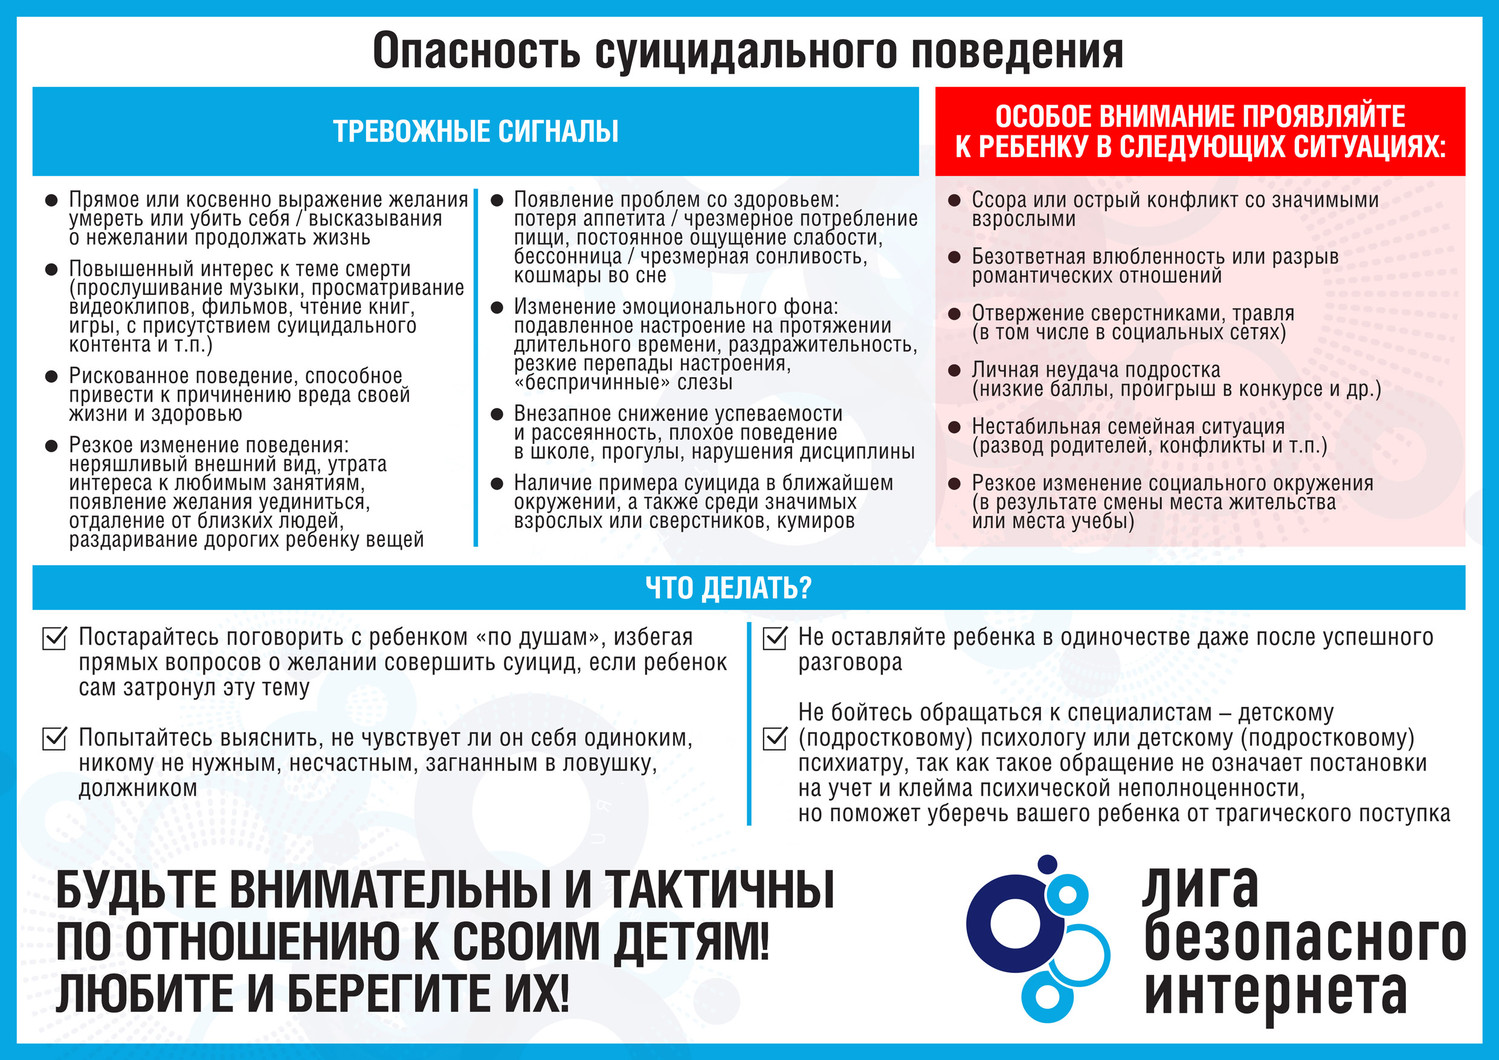 Опасность суицидального поведения
ТРЕВОЖНЫЕ СИГНАЛЫ
Прямое или косвенно выражение желания
умереть или убить себя / высказывания
о нежелании продолжать жизнь
Повышенный интерес к теме смерти
(прослушивание музыки, просматривание
видеоклипов, фильмов, чтение книг,
игры, с присутствием суицидального
контента и т.п.)
Рискованное поведение, способное
привести к причинению вреда своей
жизни и здоровью
Резкое изменение поведения:
неряшливый внешний вид, утрата
интереса к любимым занятиям,
появление желания уединиться,
отдаление от близких людей,
раздаривание дорогих ребенку вещей
Появление проблем со здоровьем:
потеря аппетита / чрезмерное потребление
пищи, постоянное ощущение слабости,
бессонница / чрезмерная сонливость,
кошмары во сне
Изменение эмоционального фона:
подавленное настроение на протяжении
длительного времени, раздражительность,
резкие перепады настроения,
«беспричинные» слезы
Внезапное снижение успеваемости
и рассеянность, плохое поведение
в школе, прогулы, нарушения дисциплины
Наличие примера суицида в ближайшем
окружении, а также среди значимых
взрослых или сверстников, кумиров
ОСОБОЕ ВНИМАНИЕ ПРОЯВЛЯЙТЕ
К РЕБЕНКУ В СЛЕДУЮЩИХ СИТУАЦИЯХ:
Ссора или острый конфликт со значимыми
взрослыми
Безответная влюбленность или разрыв
романтических отношений
Отвержение сверстниками, травля
(в том числе в социальных сетях)
Личная неудача подростка
(низкие баллы, проигрыш в конкурсе и др.)
Нестабильная семейная ситуация
(развод родителей, конфликты и т.п.)
Резкое изменение социального окружения
(в результате смены места жительства
или места учебы)
ЧТО ДЕЛАТЬ?
Постарайтесь поговорить с ребенком «по душам», избегая
прямых вопросов о желании совершить суицид, если ребенок
сам затронул эту тему
Попытайтесь выяснить, не чувствует ли он себя одиноким,
никому не нужным, несчастным, загнанным в ловушку,
должником
Не оставляйте ребенка в одиночестве даже после успешного
разговора
Не бойтесь обращаться к специалистам – детскому
(подростковому) психологу или детскому (подростковому)
психиатру, так как такое обращение не означает постановки
на учет и клейма психической неполноценности,
но поможет уберечь вашего ребенка от трагического поступка
БУДЬТЕ ВНИМАТЕЛЬНЫ И ТАКТИЧНЫ
ПО ОТНОШЕНИЮ К СВОИМ ДЕТЯМ!
ЛЮБИТЕ И БЕРЕГИТЕ ИХ!
лига
безопасного
интернета